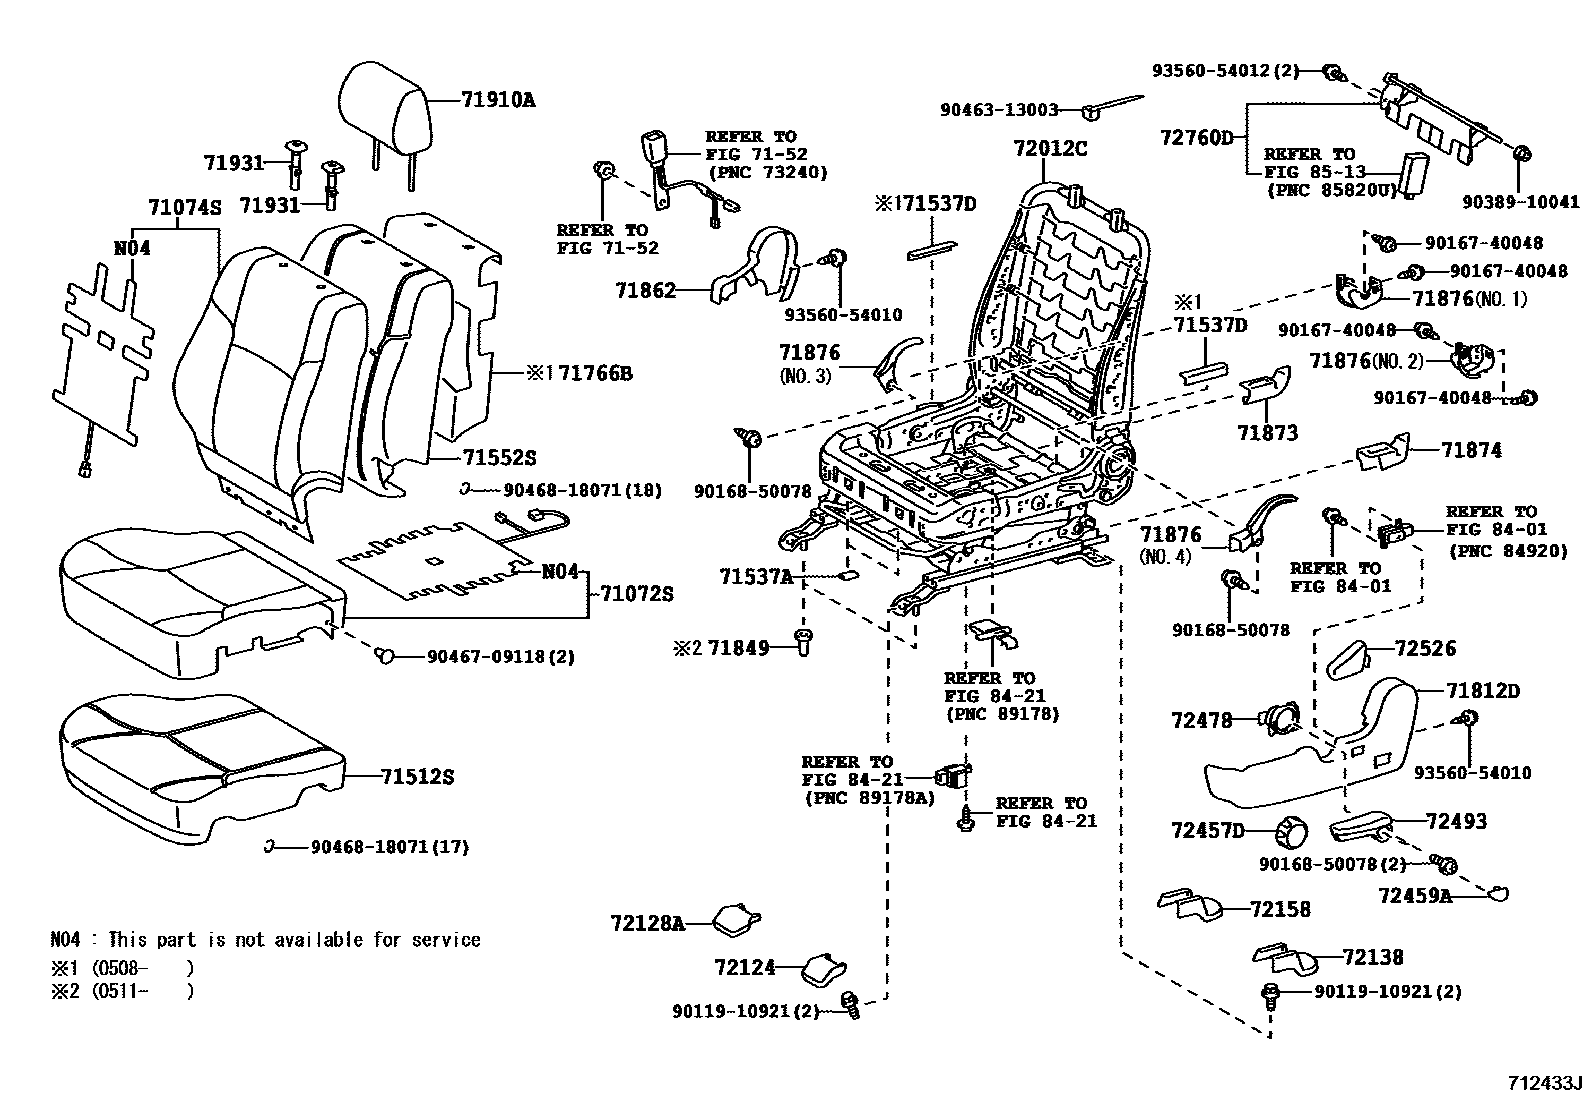 71910A
71931
71931
71074S
N04
※1 71766B
71552S
90468-18071(18)
N04
71072S
90467-09118(2)
71512S
90468-18071(17)
N04 : This part is not available for service
※1 (0508-    )
※2 (0511-    )
REFER TO
FIG 71-52
(PNC 73240)
REFER TO
FIG 71-52
71862
93560-54010
※1 71537D
72012C
90463-13003
93560-54012(2)
72760D
REFER TO
FIG 85-13
(PNC 85820U)
90389-10041
90167-40048
90167-40048
71876(NO.1)
※1
71537D
90167-40048
71876(NO.2)
90167-40048
71876
(NO.3)
71873
71874
90168-50078
71537A
※2 71849
71876
(NO.4)
REFER TO
FIG 84-01
(PNC 84920)
REFER TO
FIG 84-01
90168-50078
REFER TO
FIG 84-21
(PNC 89178)
REFER TO
FIG 84-21
(PNC 89178A)
REFER TO
FIG 84-21
72526
71812D
72478
93560-54010
72457D
72493
90168-50078(2)
72459A
72128A
72124
90119-10921(2)
72158
72138
90119-10921(2)
712433J